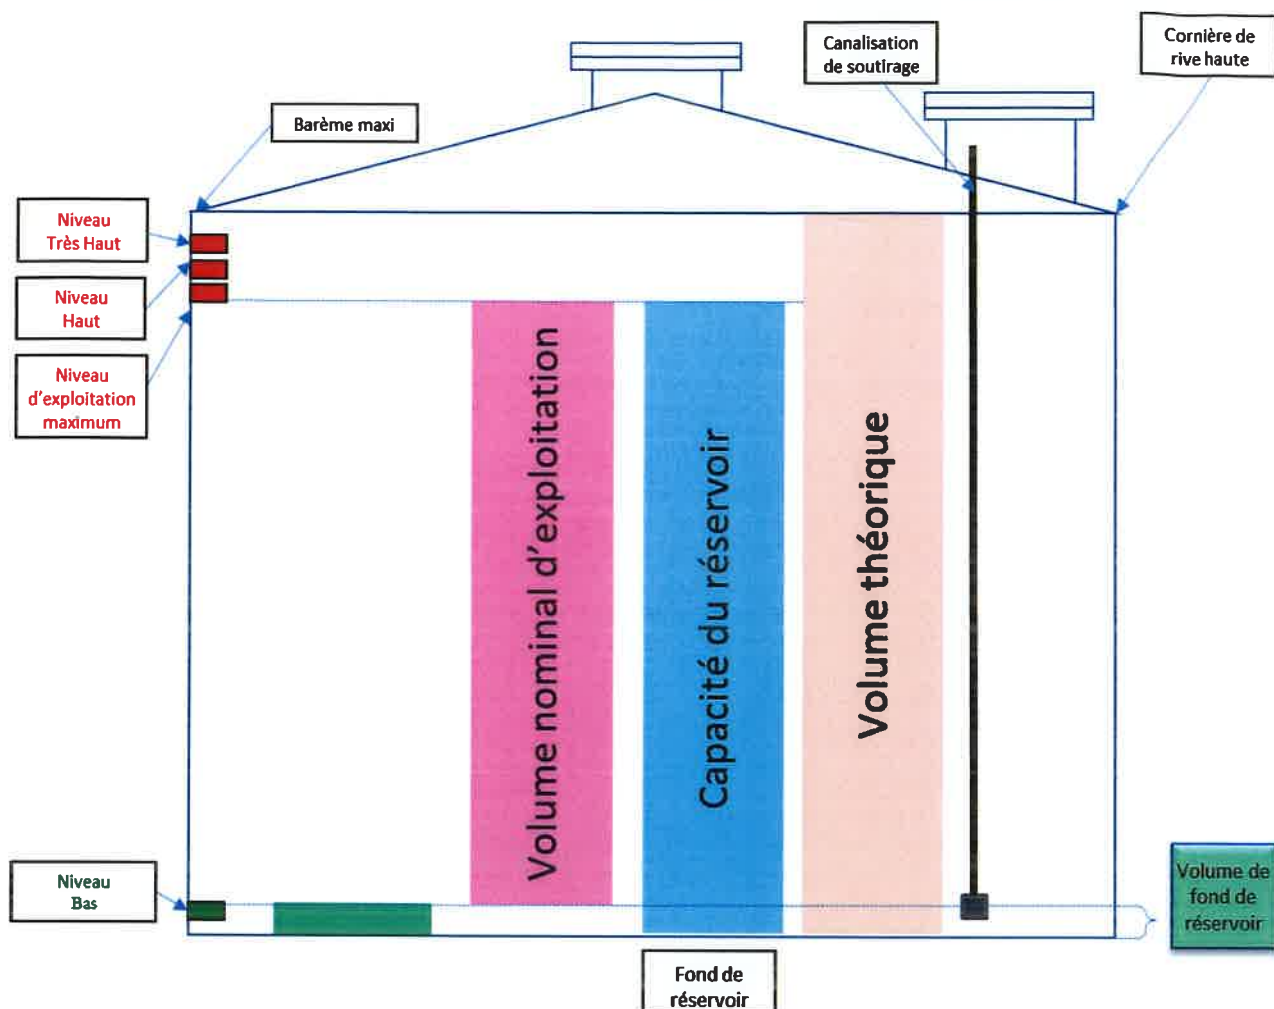 Canalisation
de soutirage
Cornière de
rive haute
Barème maxi
Niveau
Très Haut
Niveau
Haut
Niveau
d'exploitation
maximum
Volume nominal d'exploitation
Capacité du réservoir
Volume théorique
Niveau
Bas
Volume de
fond de
réservoir
Fond de
réservoir